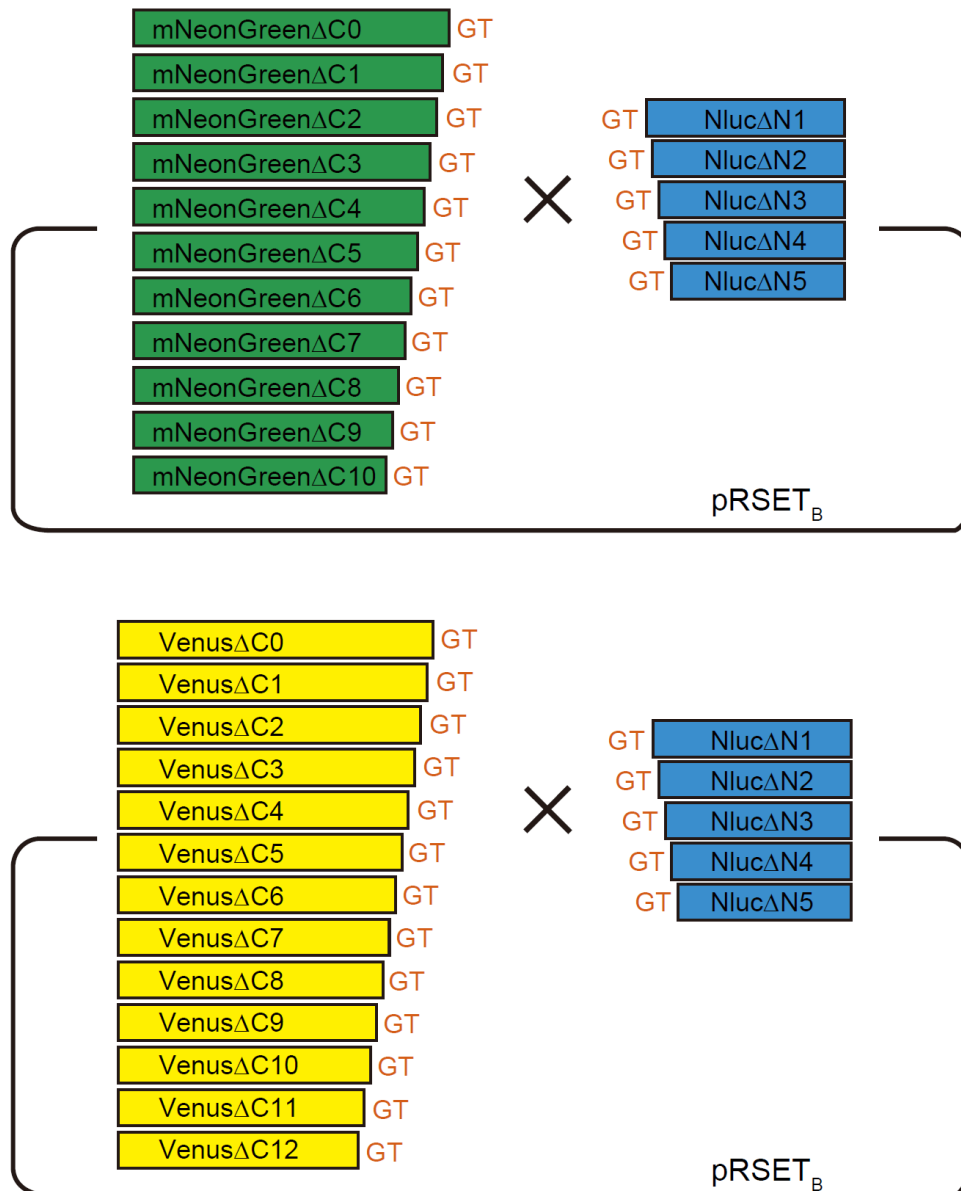 mNeonGreenΔC0 GT
mNeonGreenΔC1 GT
mNeonGreenΔC2 GT
mNeonGreenΔC3 GT
mNeonGreenΔC4 GT
mNeonGreenΔC5 GT
mNeonGreenΔC6 GT
mNeonGreenΔC7 GT
mNeonGreenΔC8 GT
mNeonGreenΔC9 GT
mNeonGreenΔC10 GT
GT NlucΔN1
GT NlucΔN2
GT NlucΔN3
GT NlucΔN4
GT NlucΔN5
pRSETB
VenusΔC0 GT
VenusΔC1 GT
VenusΔC2 GT
VenusΔC3 GT
VenusΔC4 GT
VenusΔC5 GT
VenusΔC6 GT
VenusΔC7 GT
VenusΔC8 GT
VenusΔC9 GT
VenusΔC10 GT
VenusΔC11 GT
VenusΔC12 GT
GT NlucΔN1
GT NlucΔN2
GT NlucΔN3
GT NlucΔN4
GT NlucΔN5
pRSETB